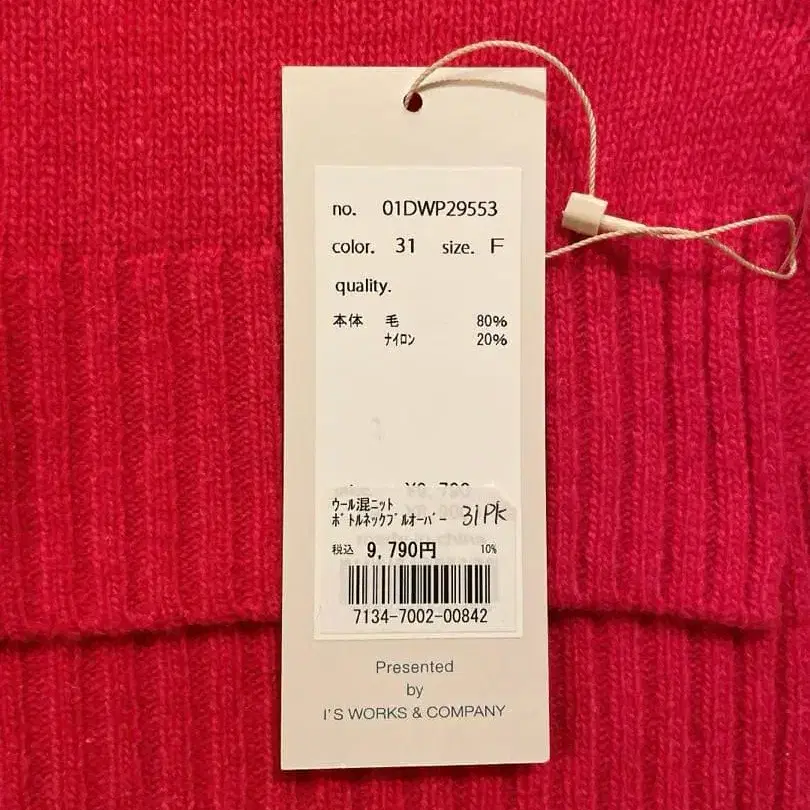 no. 01DWP29553
color. 31 size. F
quality.
本体 毛 80%
ナイロン 20%
ウール混ニット
ボトルネックプルオーバー 31PK
税込 9,790円 10%
7134-7002-00842
Presented
by
I'S WORKS & COMPANY